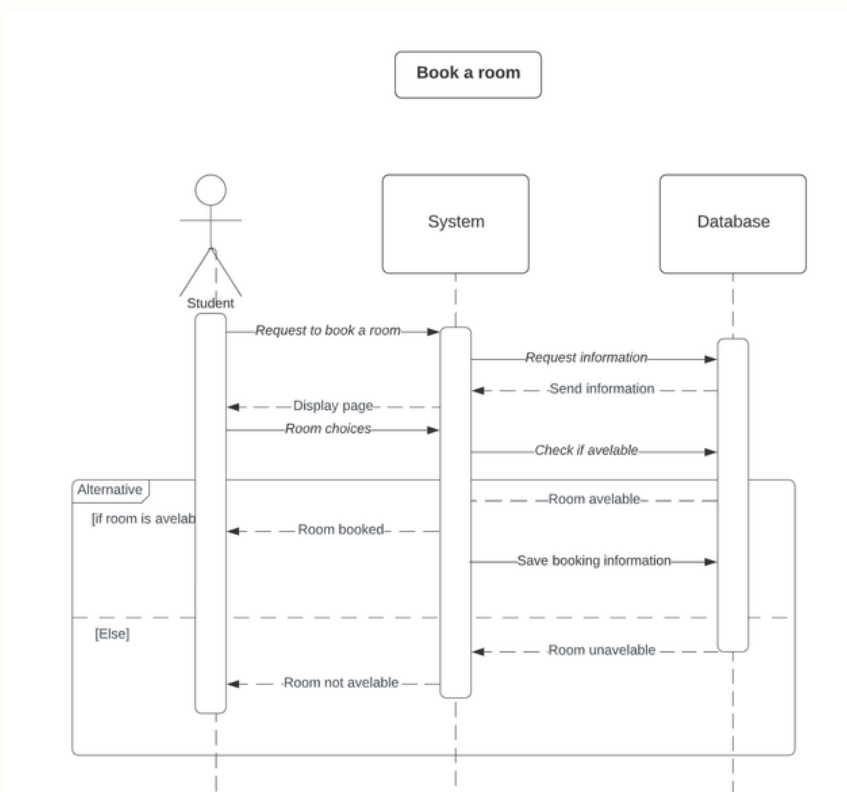 Book a room
System
Database
Student
Request to book a room
Request information
Send information
Display page
Room choices
Check if avelable
Alternative
Room avelable
[if room is avelab
Room booked
Save booking information
[Else]
Room unavelable
Room not avelable